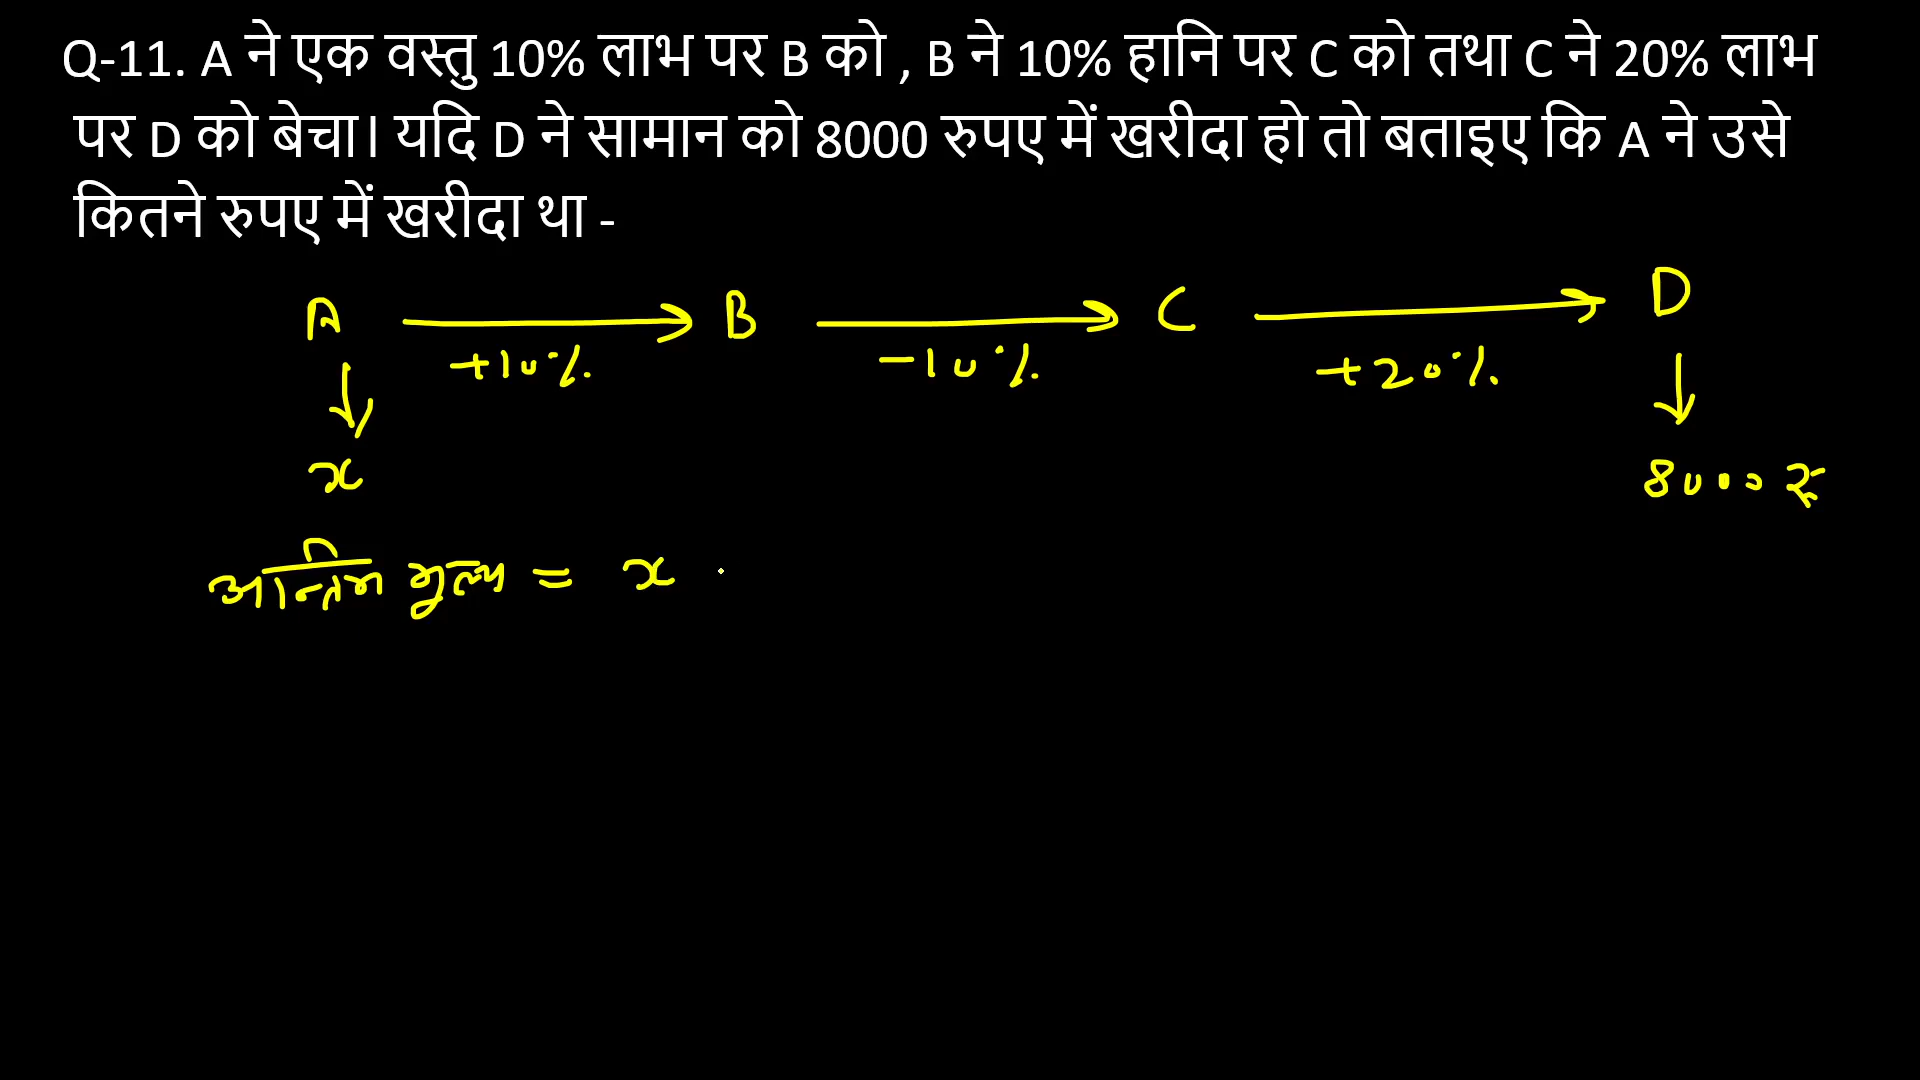 Q-11. A ने एक वस्तु 10% लाभ पर B को , B ने 10% हानि पर C को तथा C ने 20% लाभ
पर D को बेचा। यदि D ने सामान को 8000 रुपए में खरीदा हो तो बताइए कि A ने उसे
कितने रुपए में खरीदा था -
A B C D
+10% -10% +20%
x 8000 रु
अन्तिम मूल्य = x